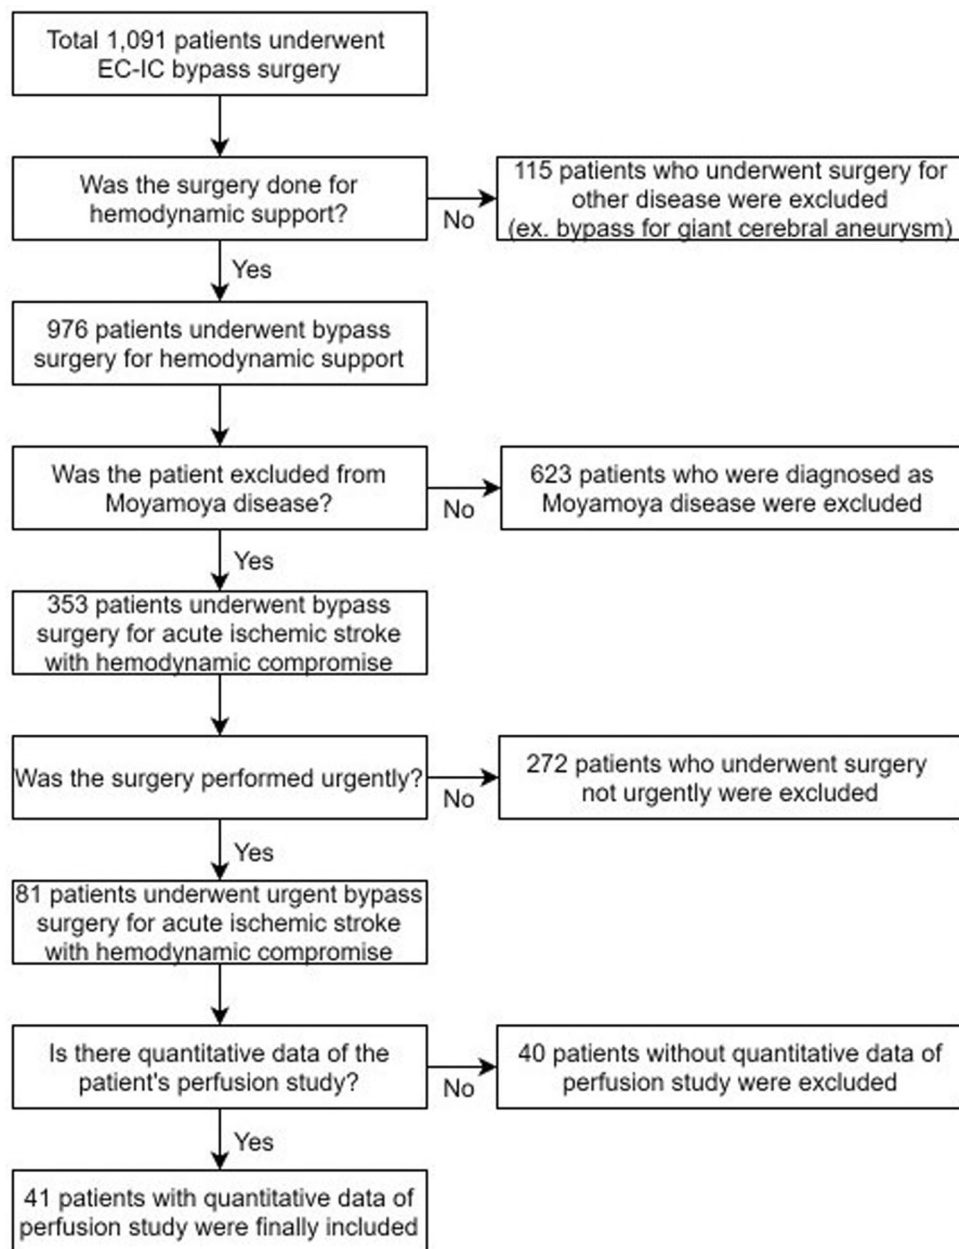 Total 1,091 patients underwent
EC-IC bypass surgery
Was the surgery done for
hemodynamic support?
No
115 patients who underwent surgery for
other disease were excluded
(ex. bypass for giant cerebral aneurysm)
Yes
976 patients underwent bypass
surgery for hemodynamic support
Was the patient excluded from
Moyamoya disease?
No
623 patients who were diagnosed as
Moyamoya disease were excluded
Yes
353 patients underwent bypass
surgery for acute ischemic stroke
with hemodynamic compromise
Was the surgery performed urgently?
No
272 patients who underwent surgery
not urgently were excluded
Yes
81 patients underwent urgent bypass
surgery for acute ischemic stroke
with hemodynamic compromise
Is there quantitative data of the
patient's perfusion study?
No
40 patients without quantitative data of
perfusion study were excluded
Yes
41 patients with quantitative data of
perfusion study were finally included